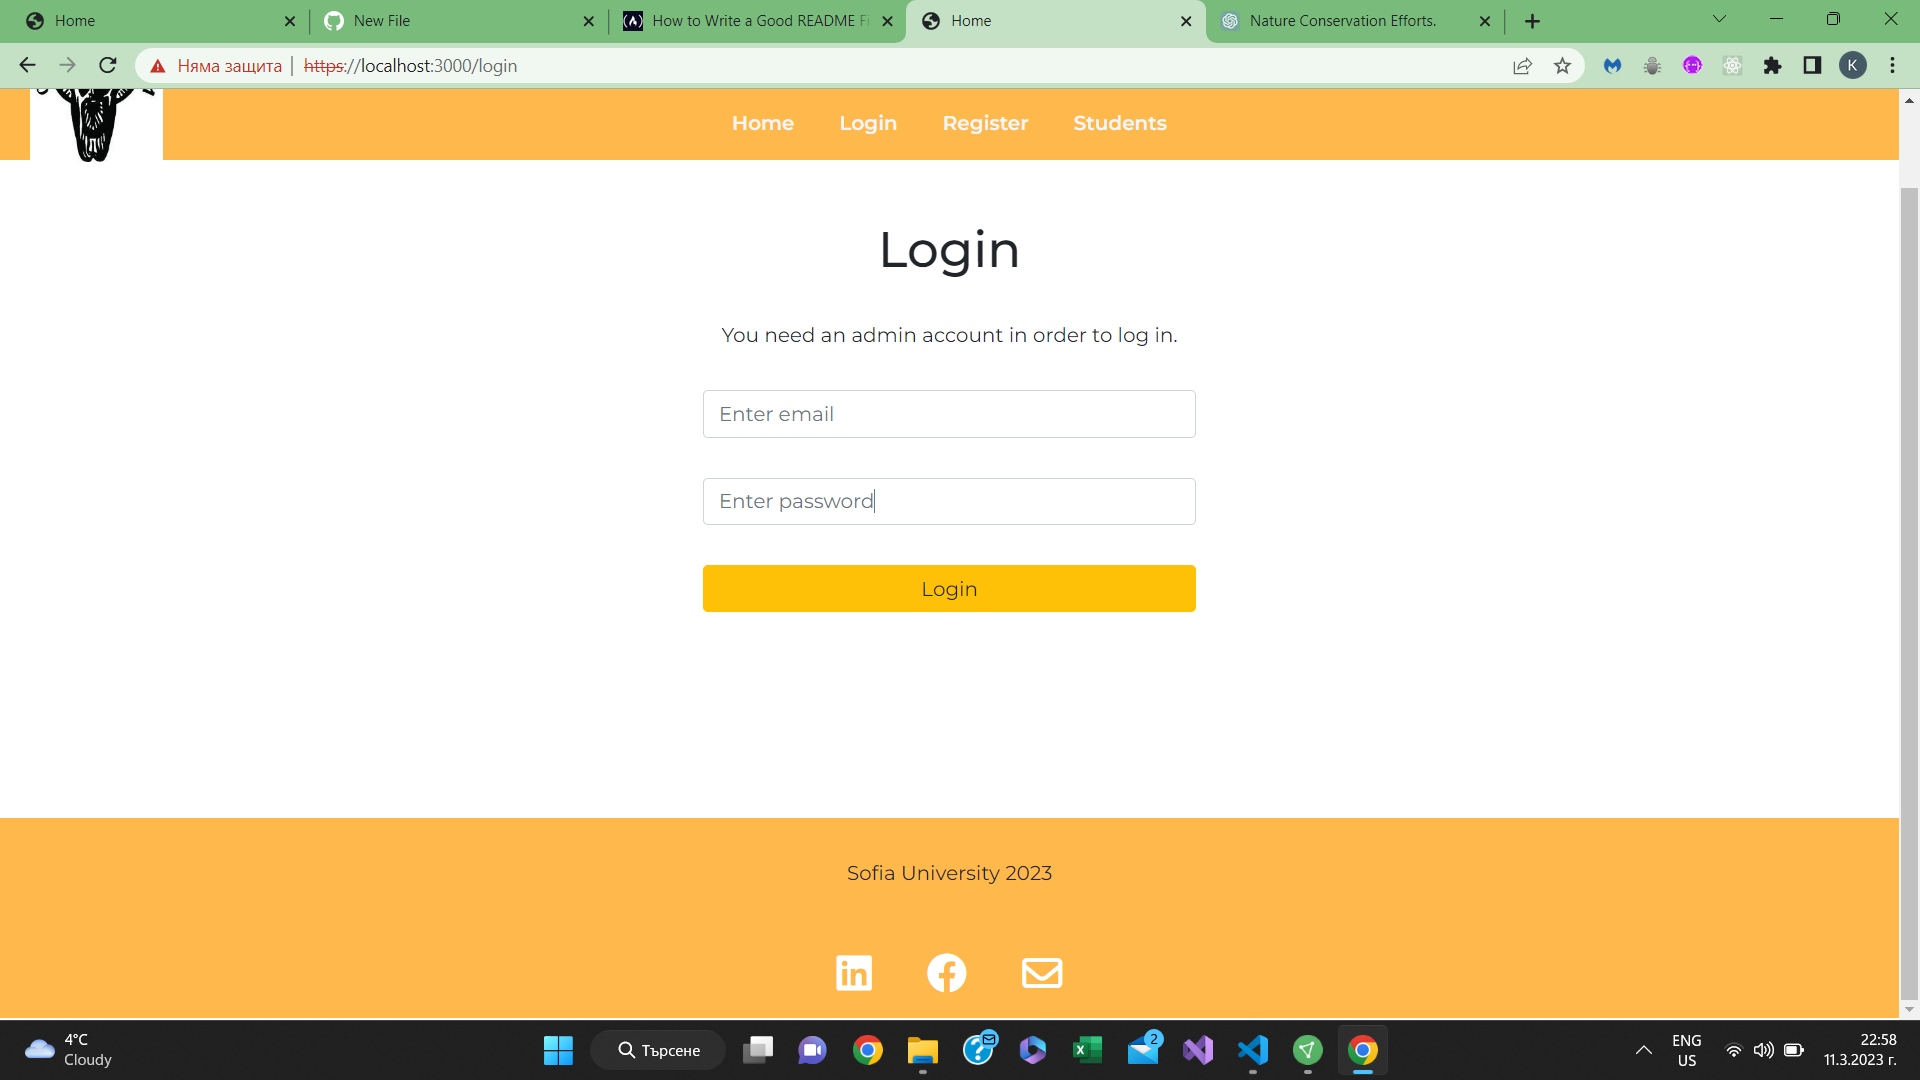 Home
New File
How to Write a Good README Fi
Home
Nature Conservation Efforts.
Няма защита | https://localhost:3000/login
K
Home Login Register Students
Login
You need an admin account in order to log in.
Enter email
Enter password
Login
Sofia University 2023
4°C
Cloudy
Търсене
2
ENG
US
22:58
11.3.2023 г.